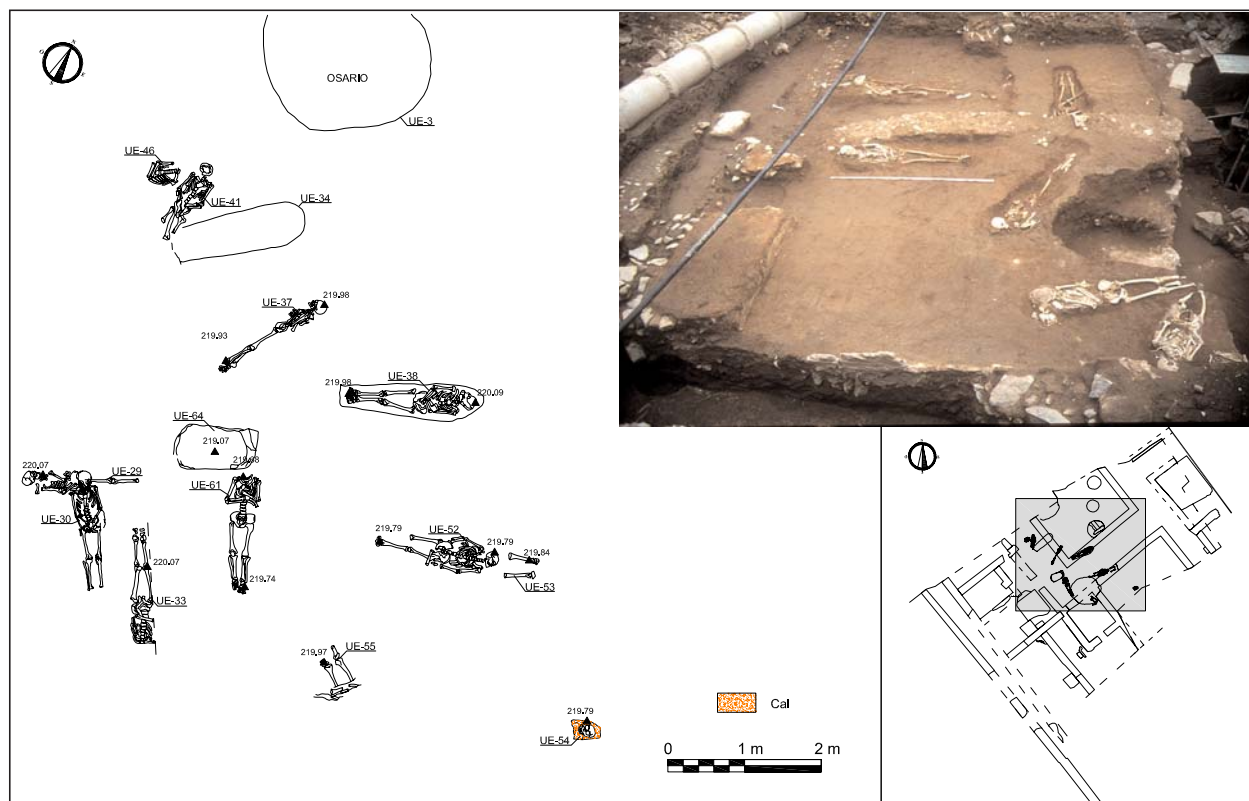 OSARIO
UE-3
UE-46
UE-41
UE-34
219.98
UE-37
219.93
219.98
UE-38
220.09
UE-64
219.07
220.07
UE-29
219.98
UE-61
UE-30
219.79
UE-52
219.79
219.84
220.07
UE-53
219.74
UE-33
219.97
UE-55
219.79
UE-54
Cal
0 1 m 2 m